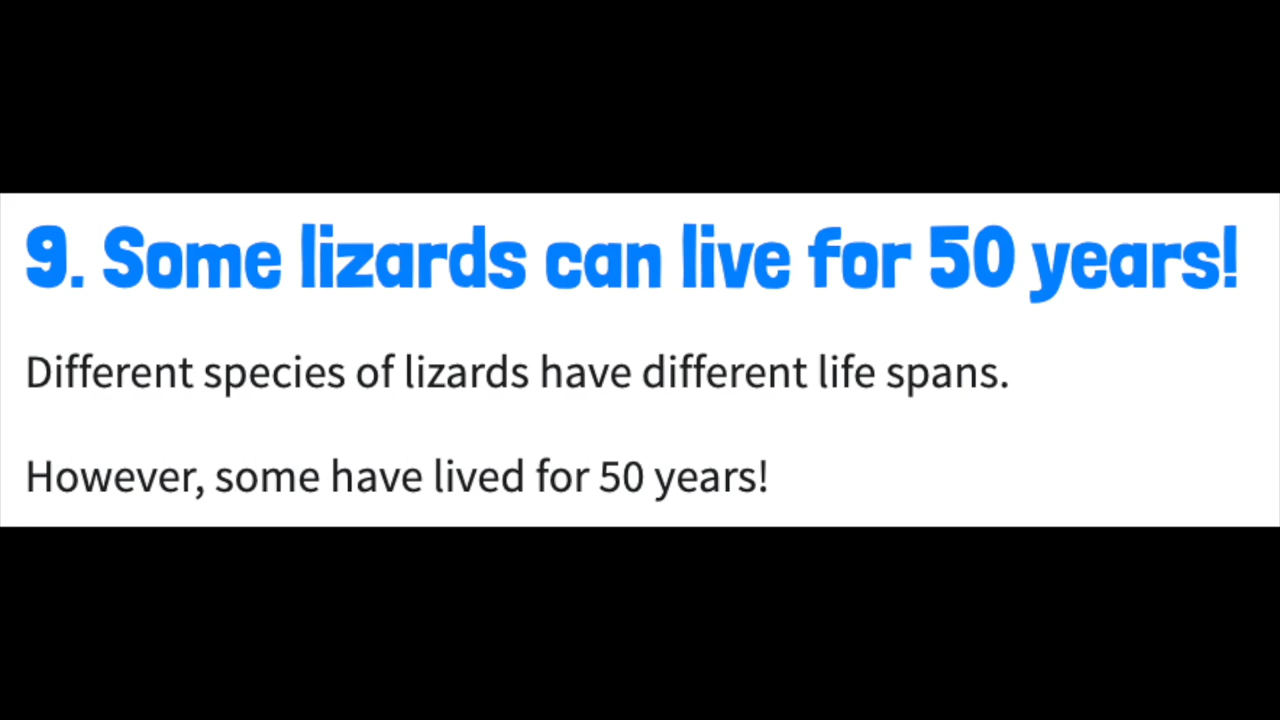 9. Some lizards can live for 50 years!
Different species of lizards have different life spans.
However, some have lived for 50 years!